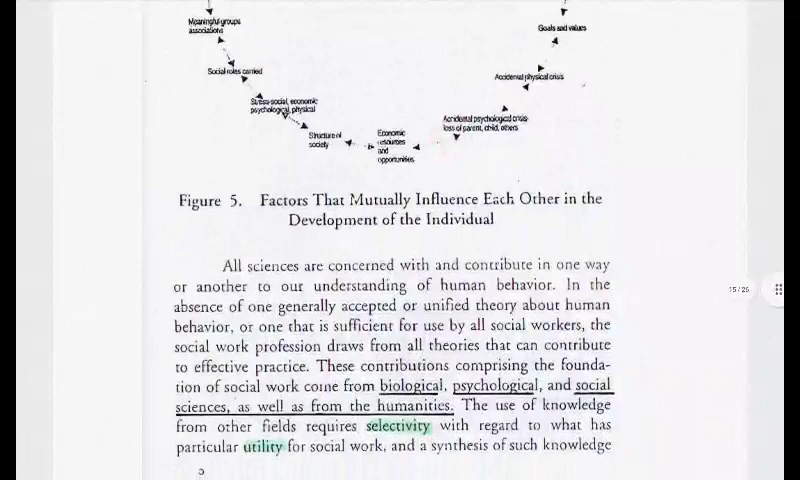 Meaningful groups
associations
Goals and values
Social roles carried
Accidental physical crisis
Stress-social, economic
psychological, physical
Accidental psychological crisis-
loss of parent, child, others
Structure of
society
Economic
resources
and
opportunities
Figure 5. Factors That Mutually Influence Each Other in the
Development of the Individual
All sciences are concerned with and contribute in one way
or another to our understanding of human behavior. In the
absence of one generally accepted or unified theory about human
behavior, or one that is sufficient for use by all social workers, the
social work profession draws from all theories that can contribute
to effective practice. These contributions comprising the founda-
tion of social work come from biological, psychological, and social
sciences, as well as from the humanities. The use of knowledge
from other fields requires selectivity with regard to what has
particular utility for social work, and a synthesis of such knowledge
15 / 26